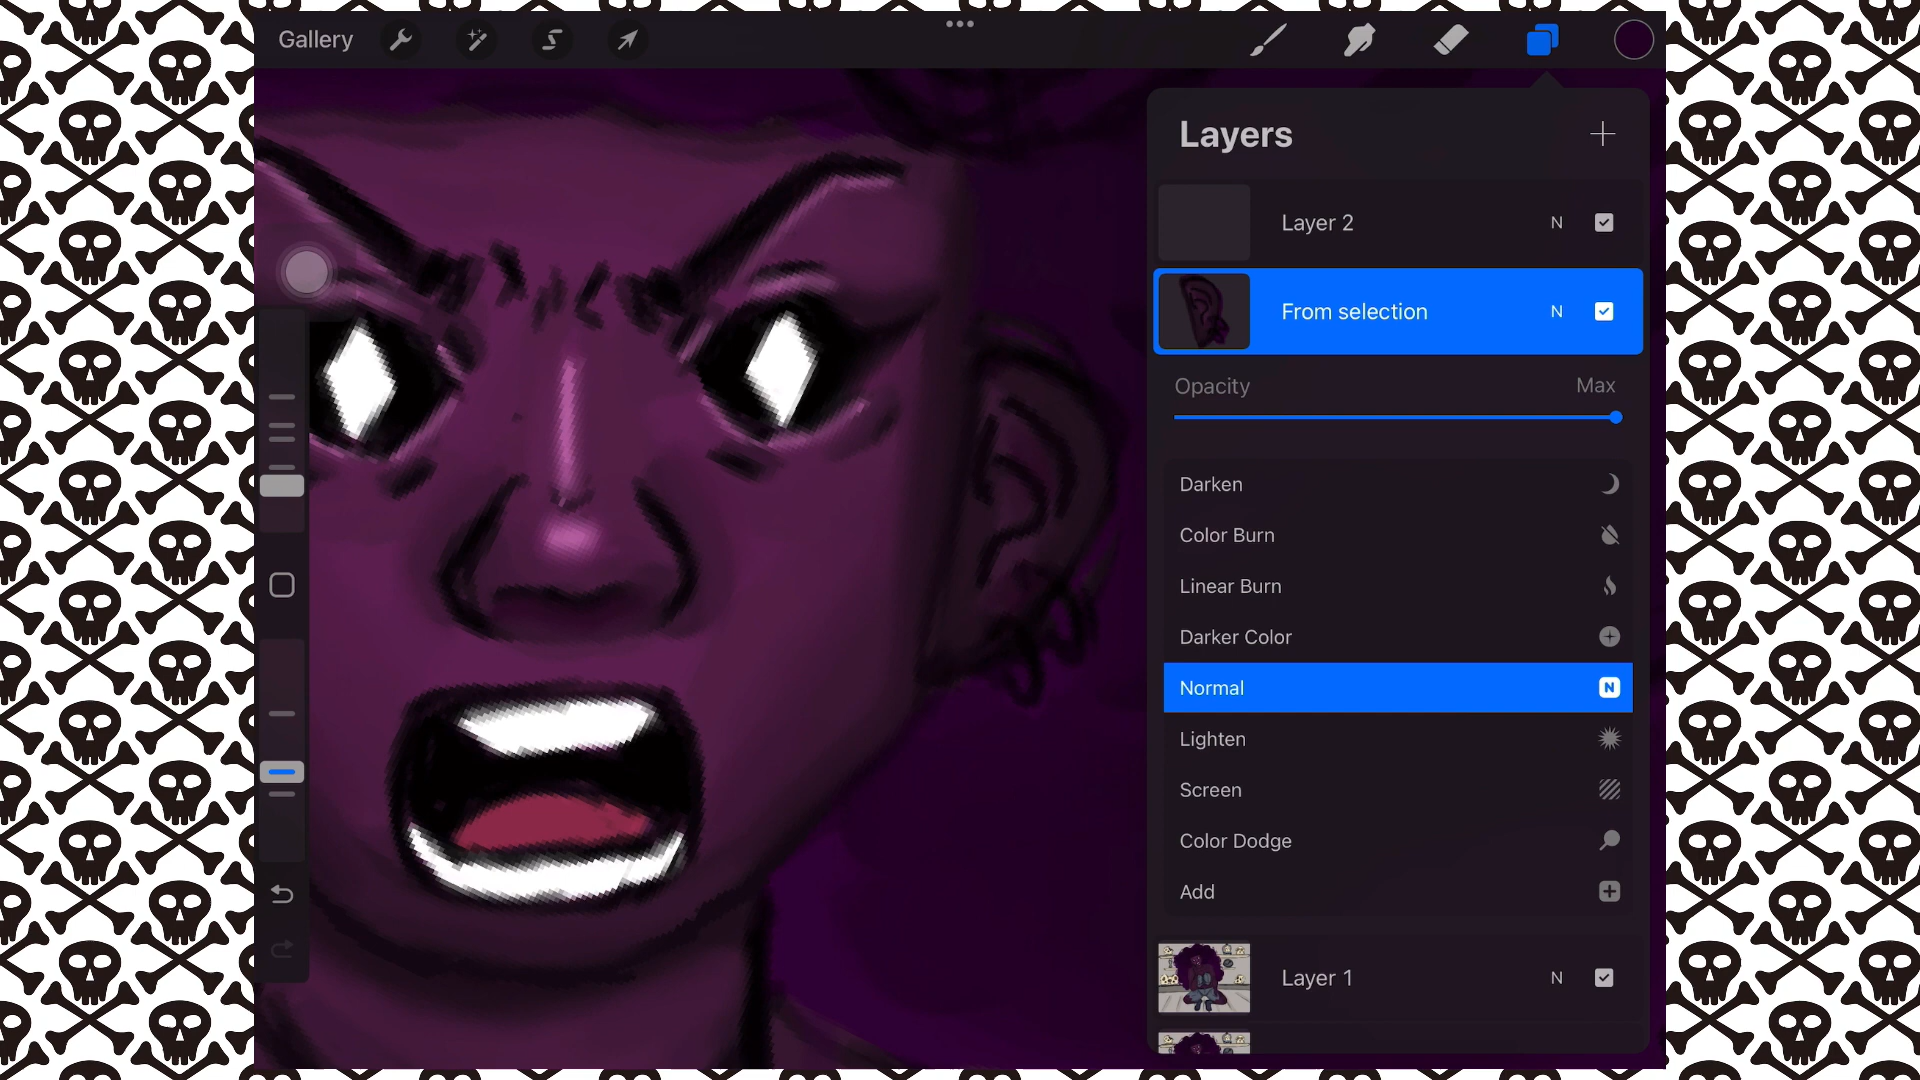 Gallery
Layers
Layer 2 N
From selection N
Opacity Max
Darken
Color Burn
Linear Burn
Darker Color
Normal N
Lighten
Screen
Color Dodge
Add
Layer 1 N